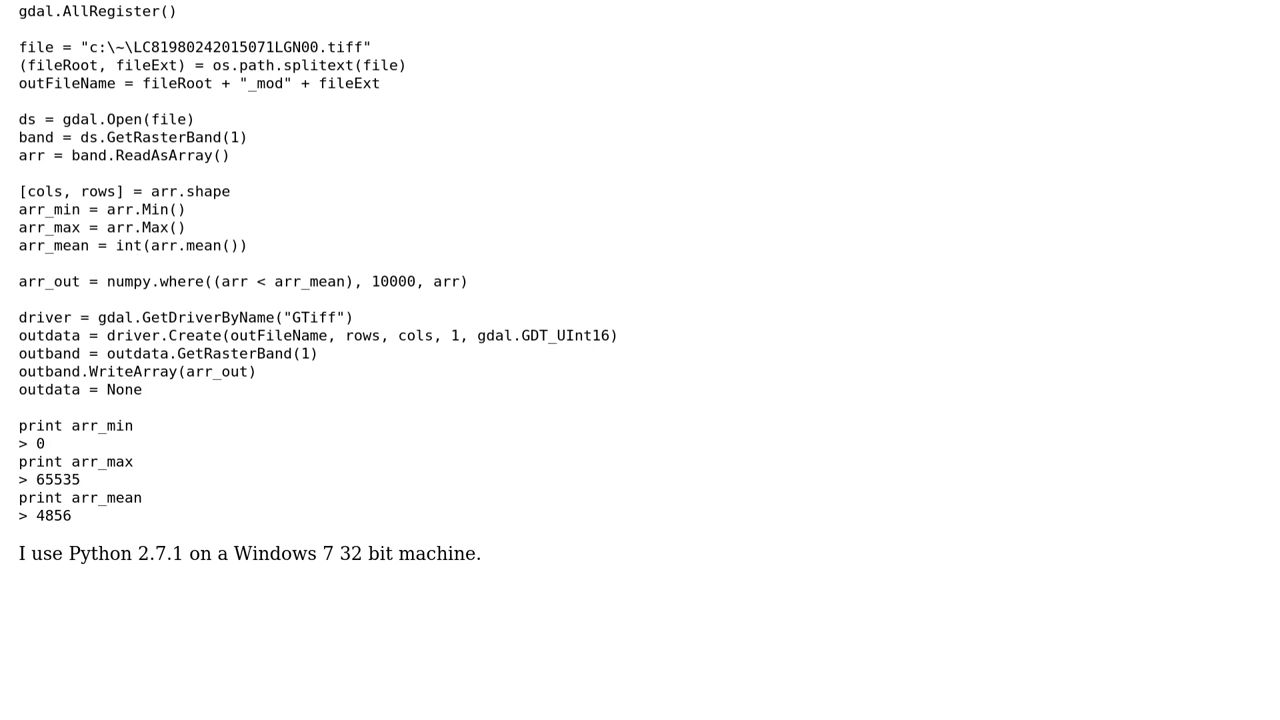 gdal.AllRegister()
file = "c:\~\LC81980242015071LGN00.tiff"
(fileRoot, fileExt) = os.path.splitext(file)
outFileName = fileRoot + "_mod" + fileExt
ds = gdal.Open(file)
band = ds.GetRasterBand(1)
arr = band.ReadAsArray()
[cols, rows] = arr.shape
arr_min = arr.Min()
arr_max = arr.Max()
arr_mean = int(arr.mean())
arr_out = numpy.where((arr < arr_mean), 10000, arr)
driver = gdal.GetDriverByName("GTiff")
outdata = driver.Create(outFileName, rows, cols, 1, gdal.GDT_UInt16)
outband = outdata.GetRasterBand(1)
outband.WriteArray(arr_out)
outdata = None
print arr_min
> 0
print arr_max
> 65535
print arr_mean
> 4856
I use Python 2.7.1 on a Windows 7 32 bit machine.